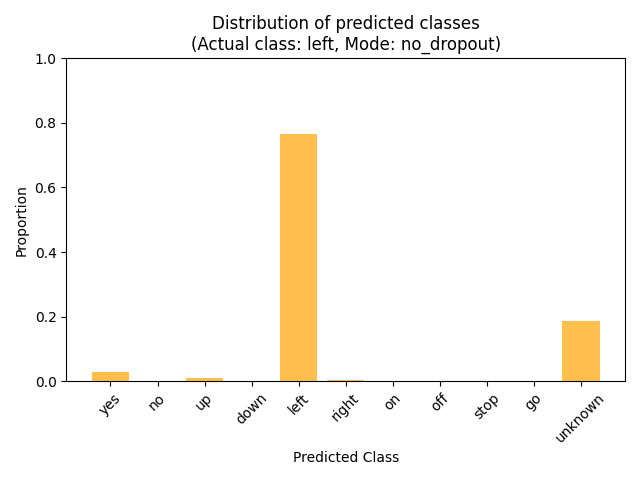 Distribution of predicted classes
(Actual class: left, Mode: no_dropout)
1.0
0.8
0.6
0.4
0.2
0.0
Proportion
yes
no
up
down
left
right
on
off
stop
go
unknown
Predicted Class